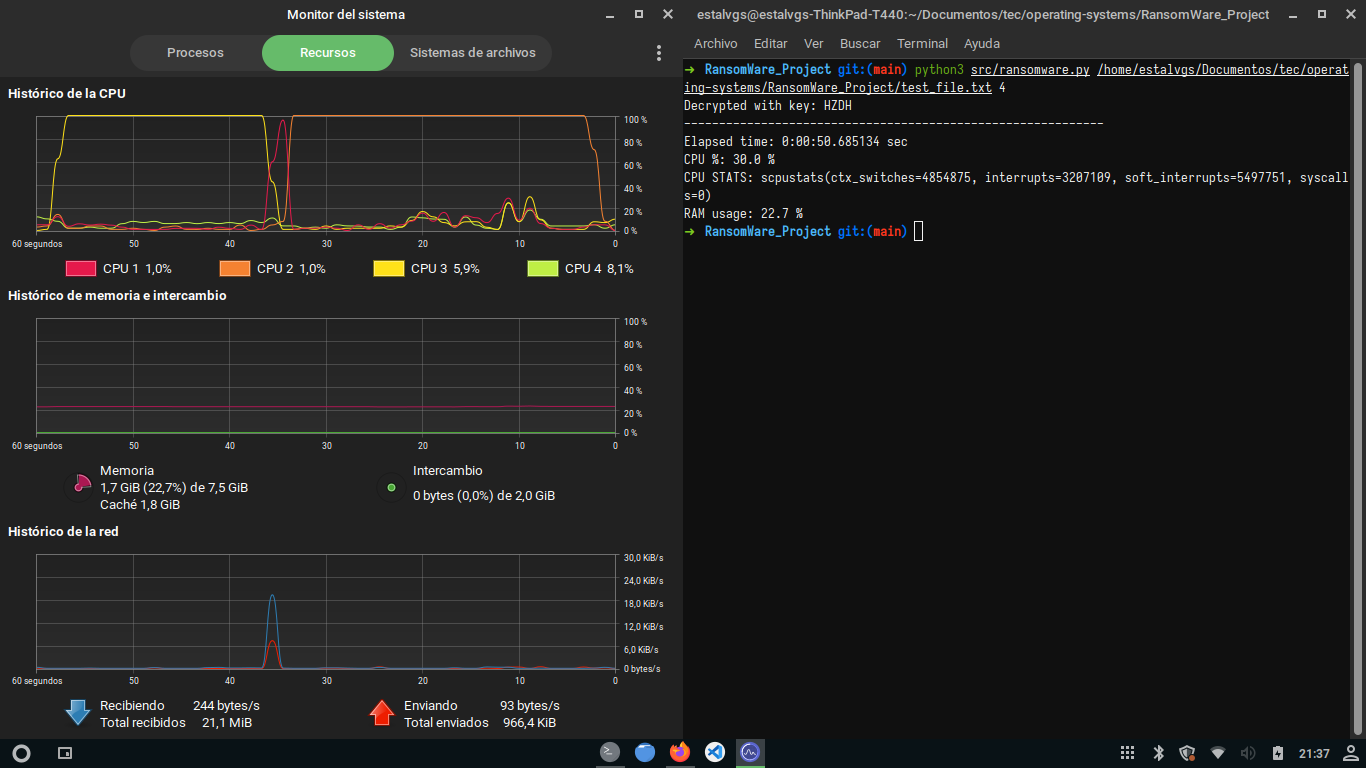 Monitor del sistema
Procesos
Recursos
Sistemas de archivos
Histórico de la CPU
100 %
80 %
60 %
40 %
20 %
0 %
60 segundos
50
40
30
20
10
0
CPU 1 1,0%
CPU 2 1,0%
CPU 3 5,9%
CPU 4 8,1%
Histórico de memoria e intercambio
100 %
80 %
60 %
40 %
20 %
0 %
60 segundos
50
40
30
20
10
0
Memoria
1,7 GiB (22,7%) de 7,5 GiB
Caché 1,8 GiB
Intercambio
0 bytes (0,0%) de 2,0 GiB
Histórico de la red
30,0 KiB/s
24,0 KiB/s
18,0 KiB/s
12,0 KiB/s
6,0 KiB/s
0 bytes/s
60 segundos
50
40
30
20
10
0
Recibiendo 244 bytes/s
Total recibidos 21,1 MiB
Enviando 93 bytes/s
Total enviados 966,4 KiB
estalvgs@estalvgs-ThinkPad-T440:~/Documentos/tec/operating-systems/RansomWare_Project
Archivo Editar Ver Buscar Terminal Ayuda
➜ RansomWare_Project git:(main) python3 src/ransomware.py /home/estalvgs/Documentos/tec/operat
ing-systems/RansomWare_Project/test_file.txt 4
Decrypted with key: HZDH
------------------------------------------------------------
Elapsed time: 0:00:50.685134 sec
CPU %: 30.0 %
CPU STATS: scpustats(ctx_switches=4854875, interrupts=3207109, soft_interrupts=5497751, syscall
s=0)
RAM usage: 22.7 %
➜ RansomWare_Project git:(main)
21:37